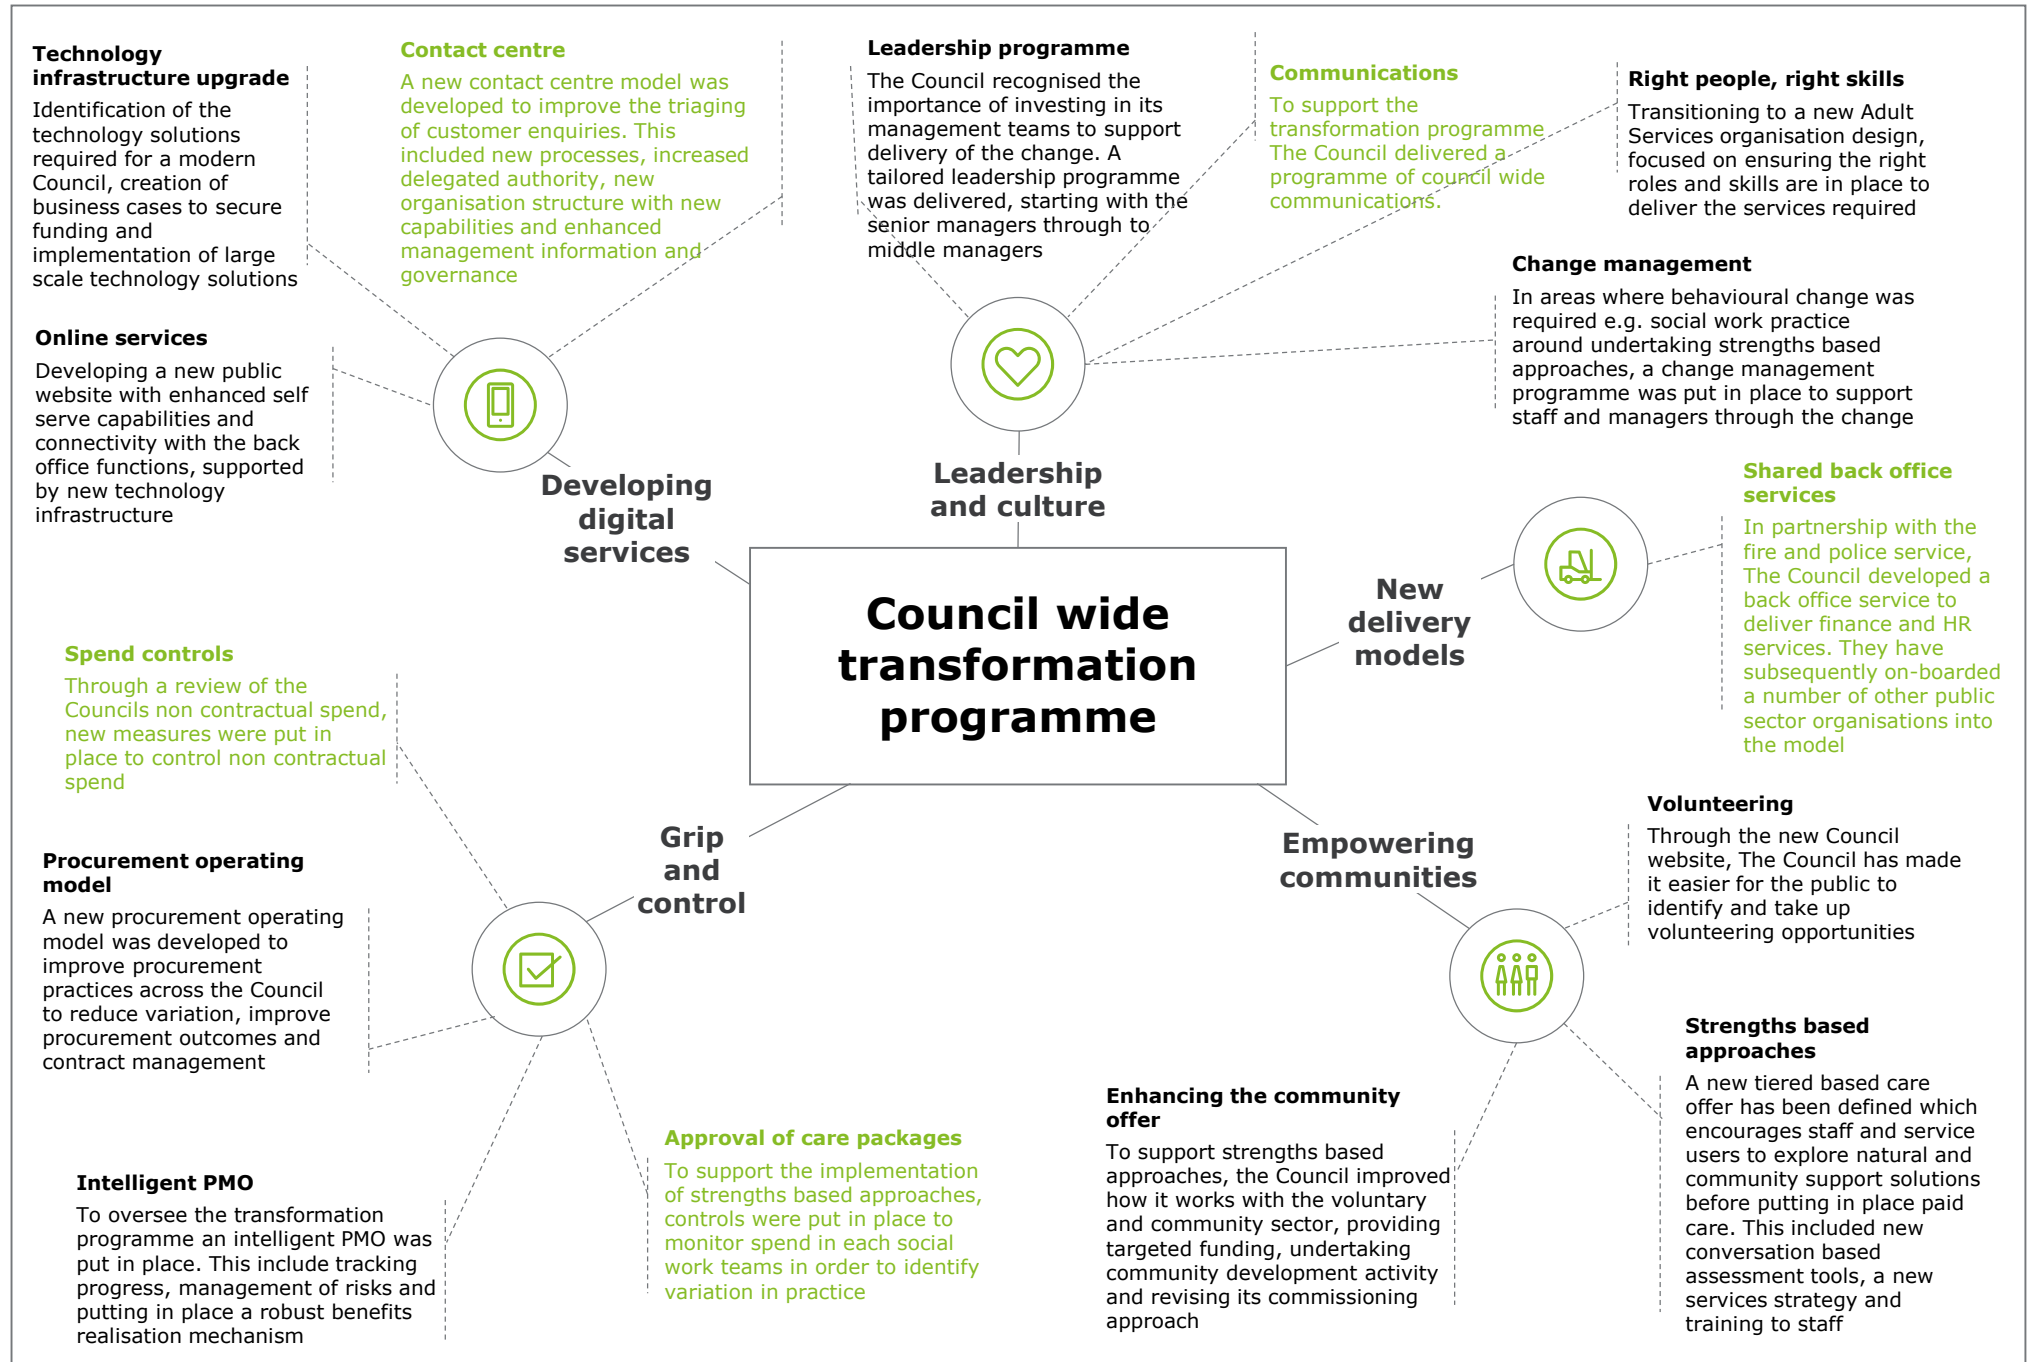 Technology
infrastructure upgrade
Identification of the
technology solutions
required for a modern
Council, creation of
business cases to secure
funding and
implementation of large
scale technology solutions
Contact centre
A new contact centre model was
developed to improve the triaging
of customer enquiries. This
included new processes, increased
delegated authority, new
organisation structure with new
capabilities and enhanced
management information and
governance
Leadership programme
The Council recognised the
importance of investing in its
management teams to support
delivery of the change. A
tailored leadership programme
was delivered, starting with the
senior managers through to
middle managers
Communications
To support the
transformation programme
The Council delivered a
programme of council wide
communications.
Right people, right skills
Transitioning to a new Adult
Services organisation design,
focused on ensuring the right
roles and skills are in place to
deliver the services required
Change management
In areas where behavioural change was
required e.g. social work practice
around undertaking strengths based
approaches, a change management
programme was put in place to support
staff and managers through the change
Online services
Developing a new public
website with enhanced self
serve capabilities and
connectivity with the back
office functions, supported
by new technology
infrastructure
Developing
digital
services
Leadership
and culture
New
delivery
models
Shared back office
services
In partnership with the
fire and police service,
The Council developed a
back office service to
deliver finance and HR
services. They have
subsequently on-boarded
a number of other public
sector organisations into
the model
Council wide
transformation
programme
Spend controls
Through a review of the
Councils non contractual spend,
new measures were put in
place to control non contractual
spend
Grip
and
control
Empowering
communities
Volunteering
Through the new Council
website, The Council has made
it easier for the public to
identify and take up
volunteering opportunities
Procurement operating
model
A new procurement operating
model was developed to
improve procurement
practices across the Council
to reduce variation, improve
procurement outcomes and
contract management
Strengths based
approaches
A new tiered based care
offer has been defined which
encourages staff and service
users to explore natural and
community support solutions
before putting in place paid
care. This included new
conversation based
assessment tools, a new
services strategy and
training to staff
Intelligent PMO
To oversee the transformation
programme an intelligent PMO was
put in place. This include tracking
progress, management of risks and
putting in place a robust benefits
realisation mechanism
Approval of care packages
To support the implementation
of strengths based approaches,
controls were put in place to
monitor spend in each social
work teams in order to identify
variation in practice
Enhancing the community
offer
To support strengths based
approaches, the Council improved
how it works with the voluntary
and community sector, providing
targeted funding, undertaking
community development activity
and revising its commissioning
approach